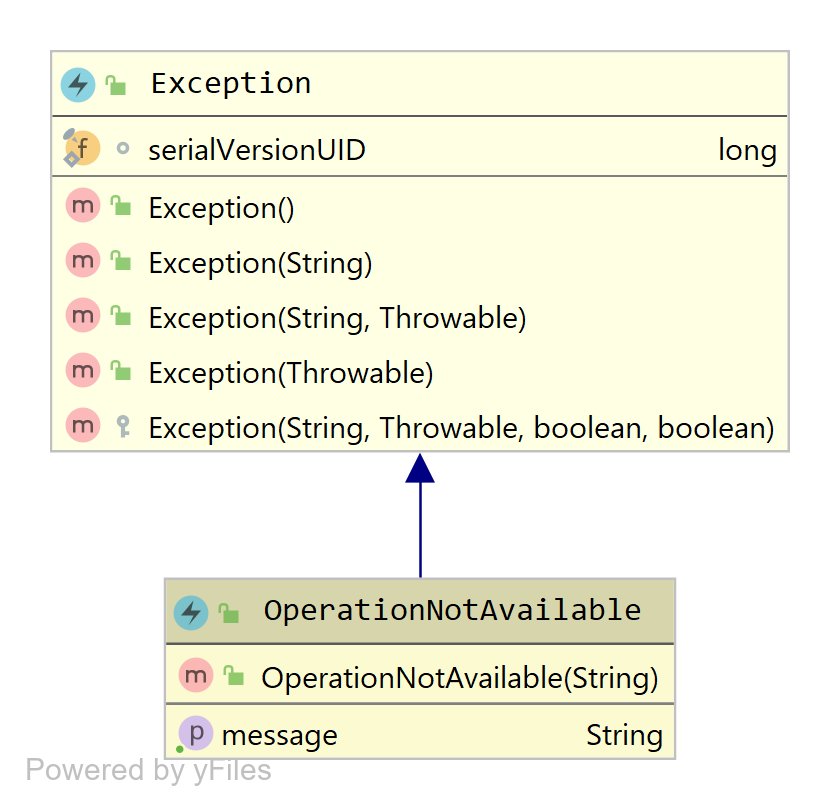 Exception
serialVersionUID long
Exception()
Exception(String)
Exception(String, Throwable)
Exception(Throwable)
Exception(String, Throwable, boolean, boolean)
OperationNotAvailable
OperationNotAvailable(String)
message String
Powered by yFiles